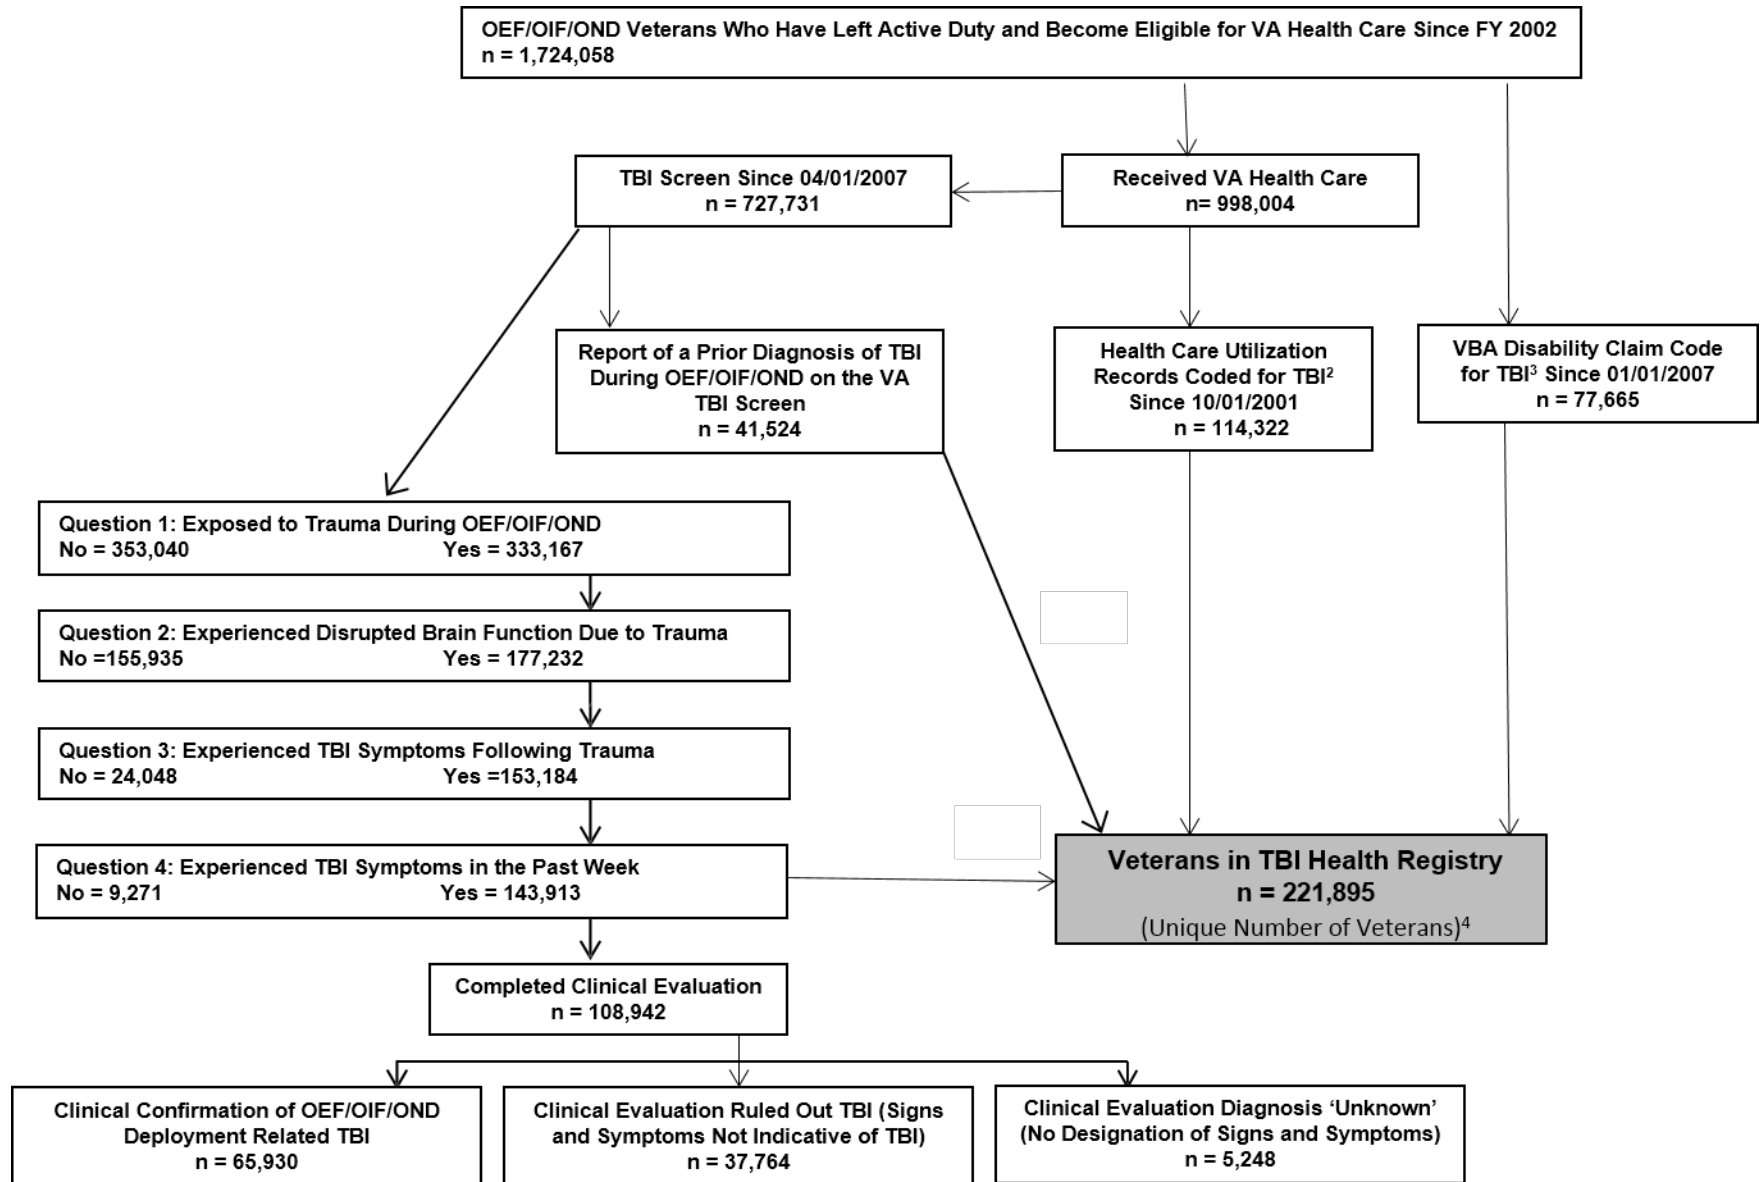 OEF/OIF/OND Veterans Who Have Left Active Duty and Become Eligible for VA Health Care Since FY 2002
n = 1,724,058
TBI Screen Since 04/01/2007
n = 727,731
Received VA Health Care
n= 998,004
Report of a Prior Diagnosis of TBI
During OEF/OIF/OND on the VA
TBI Screen
n = 41,524
Health Care Utilization
Records Coded for TBI²
Since 10/01/2001
n = 114,322
VBA Disability Claim Code
for TBI³ Since 01/01/2007
n = 77,665
Question 1: Exposed to Trauma During OEF/OIF/OND
No = 353,040 Yes = 333,167
Question 2: Experienced Disrupted Brain Function Due to Trauma
No =155,935 Yes = 177,232
Question 3: Experienced TBI Symptoms Following Trauma
No = 24,048 Yes =153,184
Question 4: Experienced TBI Symptoms in the Past Week
No = 9,271 Yes = 143,913
Veterans in TBI Health Registry
n = 221,895
(Unique Number of Veterans)⁴
Completed Clinical Evaluation
n = 108,942
Clinical Confirmation of OEF/OIF/OND
Deployment Related TBI
n = 65,930
Clinical Evaluation Ruled Out TBI (Signs
and Symptoms Not Indicative of TBI)
n = 37,764
Clinical Evaluation Diagnosis ‘Unknown’
(No Designation of Signs and Symptoms)
n = 5,248